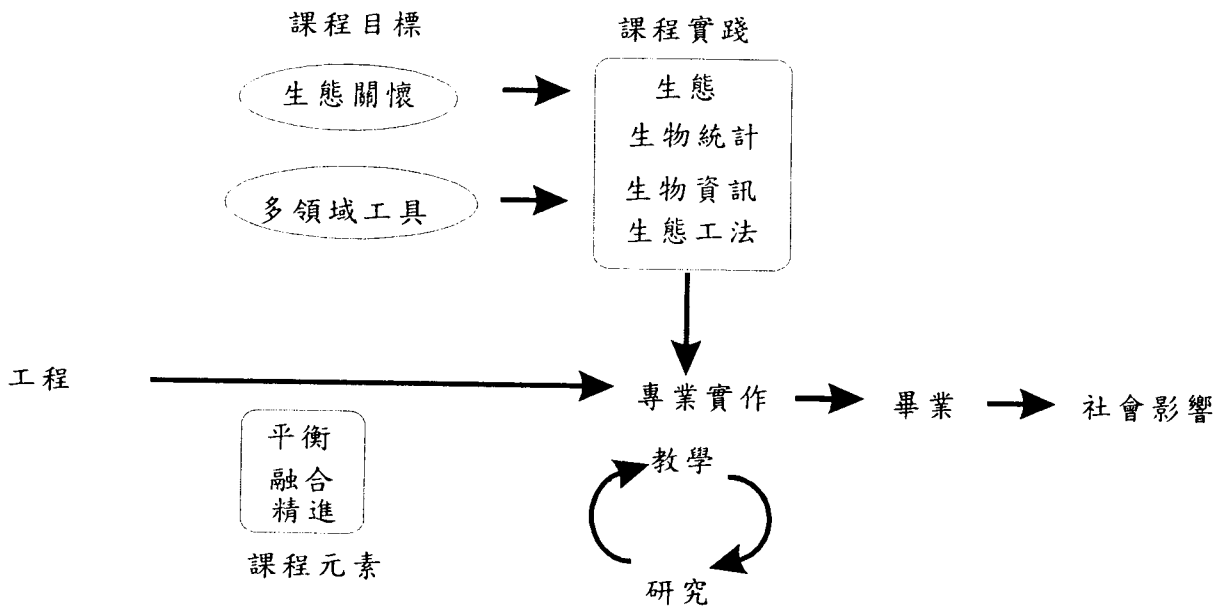 課程目標
課程實踐
生態關懷
生態
生物統計
多領域工具
生物資訊
生態工法
工程
專業實作
畢業
社會影響
平衡
融合
精進
課程元素
教學
研究